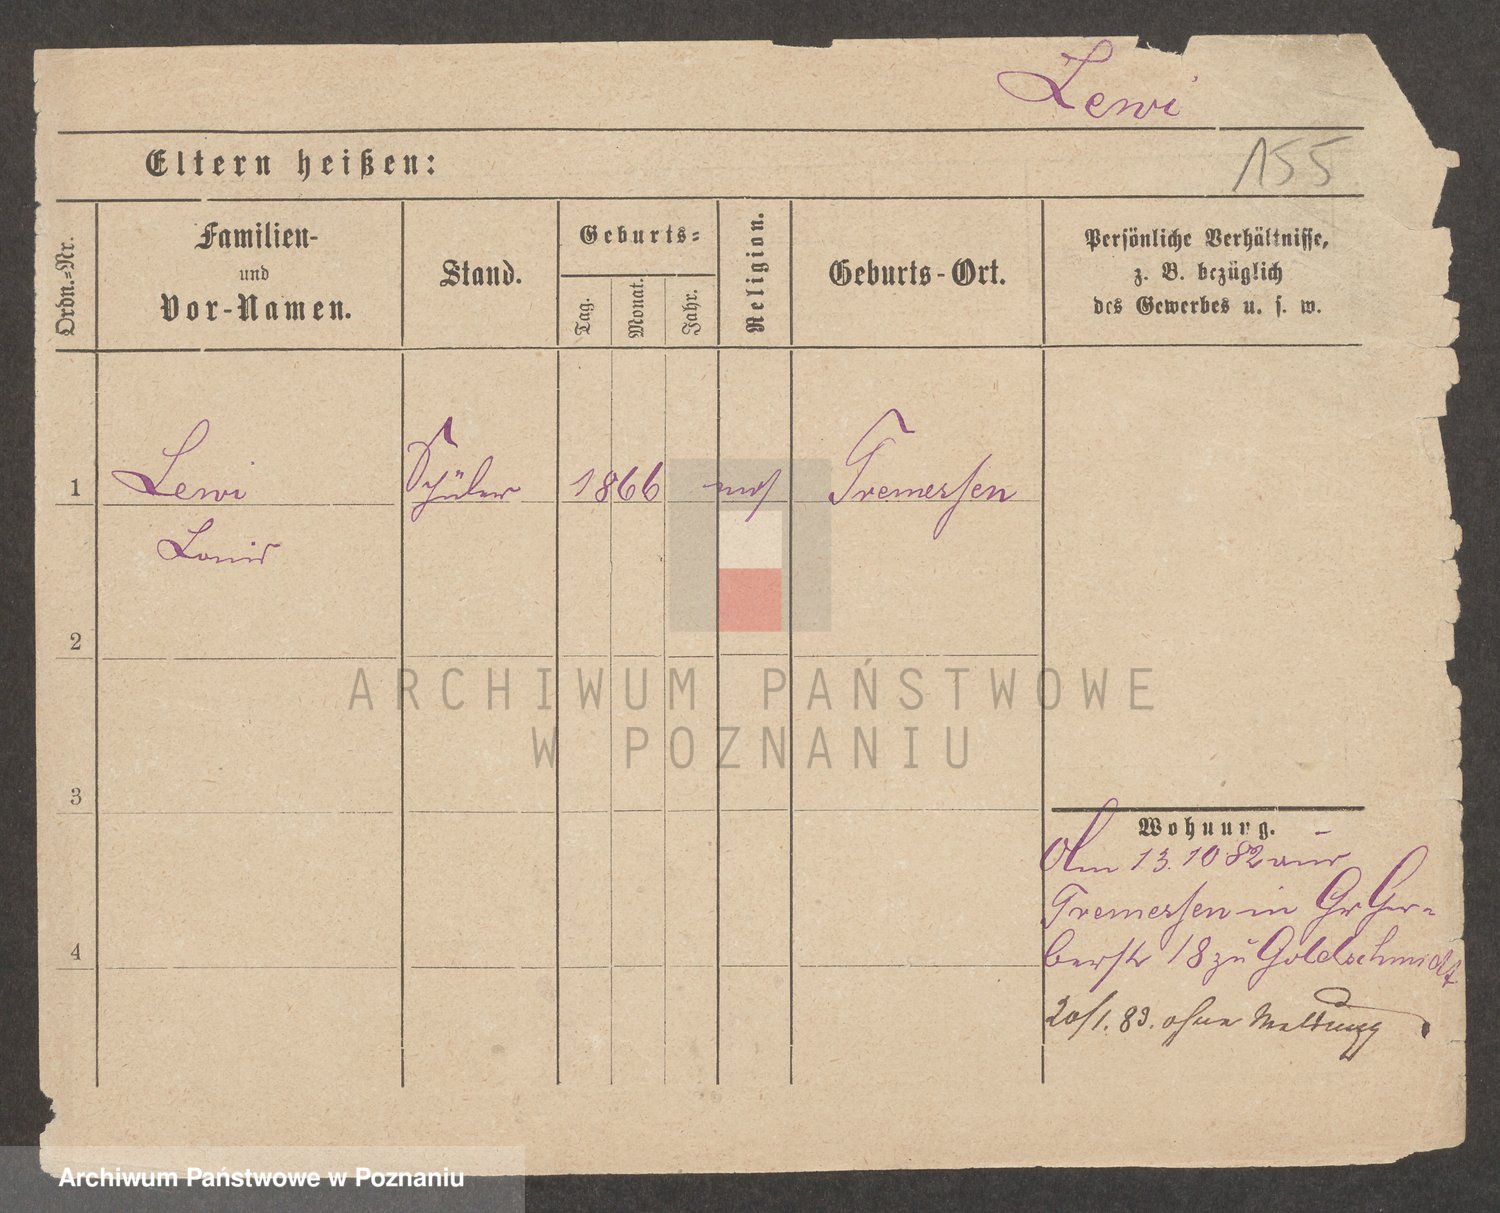 Lewi
155
Eltern heißen:
Ordn.-Nr.
Familien-
und
Vor-Namen.
Stand.
Geburts-
Tag.
Monat.
Jahr.
Religion.
Geburts-Ort.
Persönliche Verhältnisse,
z. B. bezüglich
des Gewerbes u. s. w.
1
Lewi
Louis
Schüler
1866
mos
Tremessen
2
3
4
Wohnung.
Am 13.10 82 aus
Tremessen in Gr Ger-
berstr 18 zu Goldschmidt
20/1. 83. ohne Meldung
ARCHIWUM PAŃSTWOWE
W POZNANIU
Archiwum Państwowe w Poznaniu